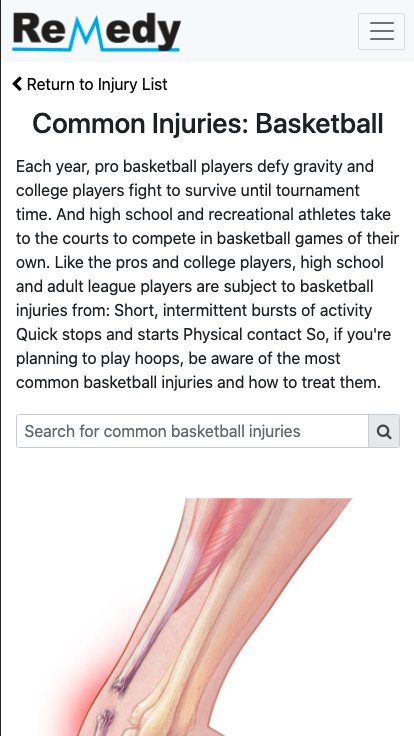 ReMedy
Return to Injury List
Common Injuries: Basketball
Each year, pro basketball players defy gravity and
college players fight to survive until tournament
time. And high school and recreational athletes take
to the courts to compete in basketball games of their
own. Like the pros and college players, high school
and adult league players are subject to basketball
injuries from: Short, intermittent bursts of activity
Quick stops and starts Physical contact So, if you're
planning to play hoops, be aware of the most
common basketball injuries and how to treat them.
Search for common basketball injuries